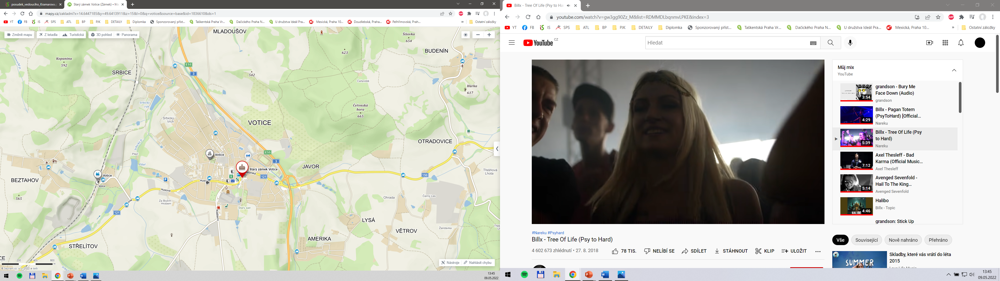 posudek_vedouciho_Kramarova.p
Starý zámek Votice (Zámek) • Ma
mapy.cz/zakladni?x=14.6447185&y=49.6413911&z=15&l=0&q=votice&source=base&id=1836610&ds=1
YT FB IS SPS ATL BP PJK DETAILY Diplomka Sponzorovaný příst... Taškentská Praha Vr... Dačického Praha N... U družstva Ideál Pra... Mexická, Praha 10... Doudlebská, Praha... Pelhřimovská, Prah... » Ostatní záložky
Změnit mapu Z letadla Turistická 3D pohled Panorama
MLADOUŠOV
Šišovka
654
BUDENÍN
623
Kopanina
592
SRBICE
E55
3
542
Janovický p.
Čeřeniště
Hůrka
617
Srbický
ryb.
Čeřenská
hora
665
Srbický
Vrch
VOTICE
Srbický p.
OTRADOVICE
Pileč
E55
3
Votice
Pilař
JAVOR
Starý zámek Votice
Táborská
121
150
Třešňová
Lhota
BEZTAHOV
Votice
Votice
Husova
Husova
565
Za Božím
Hrobem
Ohrada
Černý Les
Starý sad
121
Klášterní
LYSÁ
VĚTROV
Žandavka
AMERIKA
STŘELÍTOV
0 200 400 600
m
© Seznam.cz, a.s., 2022 a další
Nástroje Nahlásit chybu
13:45
09.05.2022
Billx - Tree Of Life (Psy to Har
youtube.com/watch?v=gw3gg90Zz_M&list=RDMMDLbqnmvLPKE&index=3
YT FB IS SPS ATL BP PJK DETAILY Diplomka Sponzorovaný příst... Taškentská Praha Vr... Dačického Praha N... U družstva Ideál Pra... Mexická, Praha 10... » Ostatní záložky
YouTube CZ
Hledat
Můj mix
YouTube
grandson - Bury Me
Face Down (Audio)
grandson
3:54
Billx - Pagan Totem
(PsyToHard) [Official...
Nareku
4:29
Billx - Tree Of Life (Psy
to Hard)
Nareku
5:39
Axel Thesleff - Bad
Karma (Official Music...
Axel Thesleff
7:12
Avenged Sevenfold -
Hail To The King...
Avenged Sevenfold
5:14
Halibo
Billx - Topic
HALIBO
4:46
grandson: Stick Up
#Nareku #Psyhard
Billx - Tree Of Life (Psy to Hard)
4 602 673 zhlédnutí • 27. 8. 2018
78 TIS. NELÍBÍ SE SDÍLET STÁHNOUT KLIP ULOŽIT
Vše Související Nově nahráno Přehráno
SUMMER
Skladby, které vás vrátí do léta
2015
13:45
09.05.2022